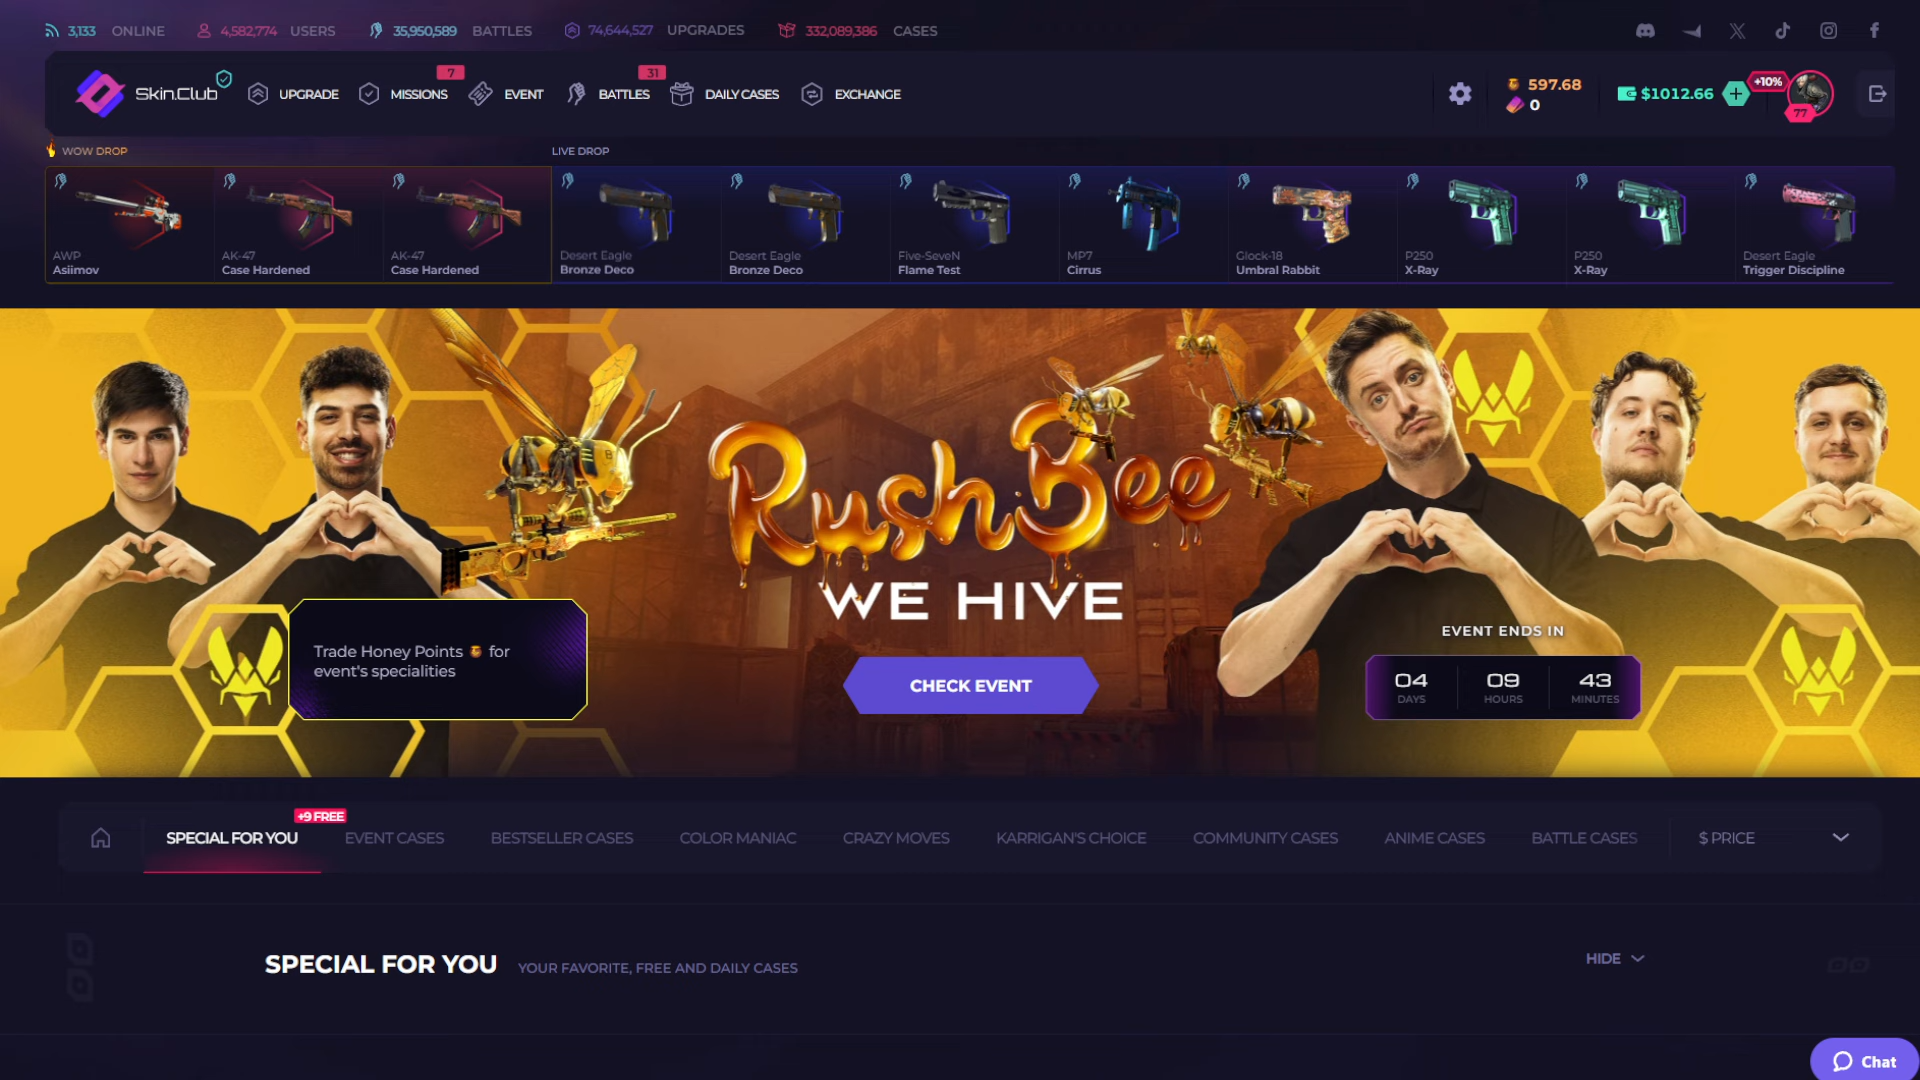 3,133 ONLINE 4,582,774 USERS 35,950,589 BATTLES 74,644,527 UPGRADES 332,089,386 CASES
Skin.Club UPGRADE MISSIONS 7 EVENT BATTLES 31 DAILY CASES EXCHANGE
597.68
0
$1012.66
+10%
77
WOW DROP LIVE DROP
AWP
Asiimov
AK-47
Case Hardened
AK-47
Case Hardened
Desert Eagle
Bronze Deco
Desert Eagle
Bronze Deco
Five-SeveN
Flame Test
MP7
Cirrus
Glock-18
Umbral Rabbit
P250
X-Ray
P250
X-Ray
Desert Eagle
Trigger Discipline
RushBee
WE HIVE
Trade Honey Points for
event's specialities
CHECK EVENT
EVENT ENDS IN
04 09 43
DAYS HOURS MINUTES
+9 FREE
SPECIAL FOR YOU EVENT CASES BESTSELLER CASES COLOR MANIAC CRAZY MOVES KARRIGAN'S CHOICE COMMUNITY CASES ANIME CASES BATTLE CASES $ PRICE
SPECIAL FOR YOU YOUR FAVORITE, FREE AND DAILY CASES HIDE
Chat